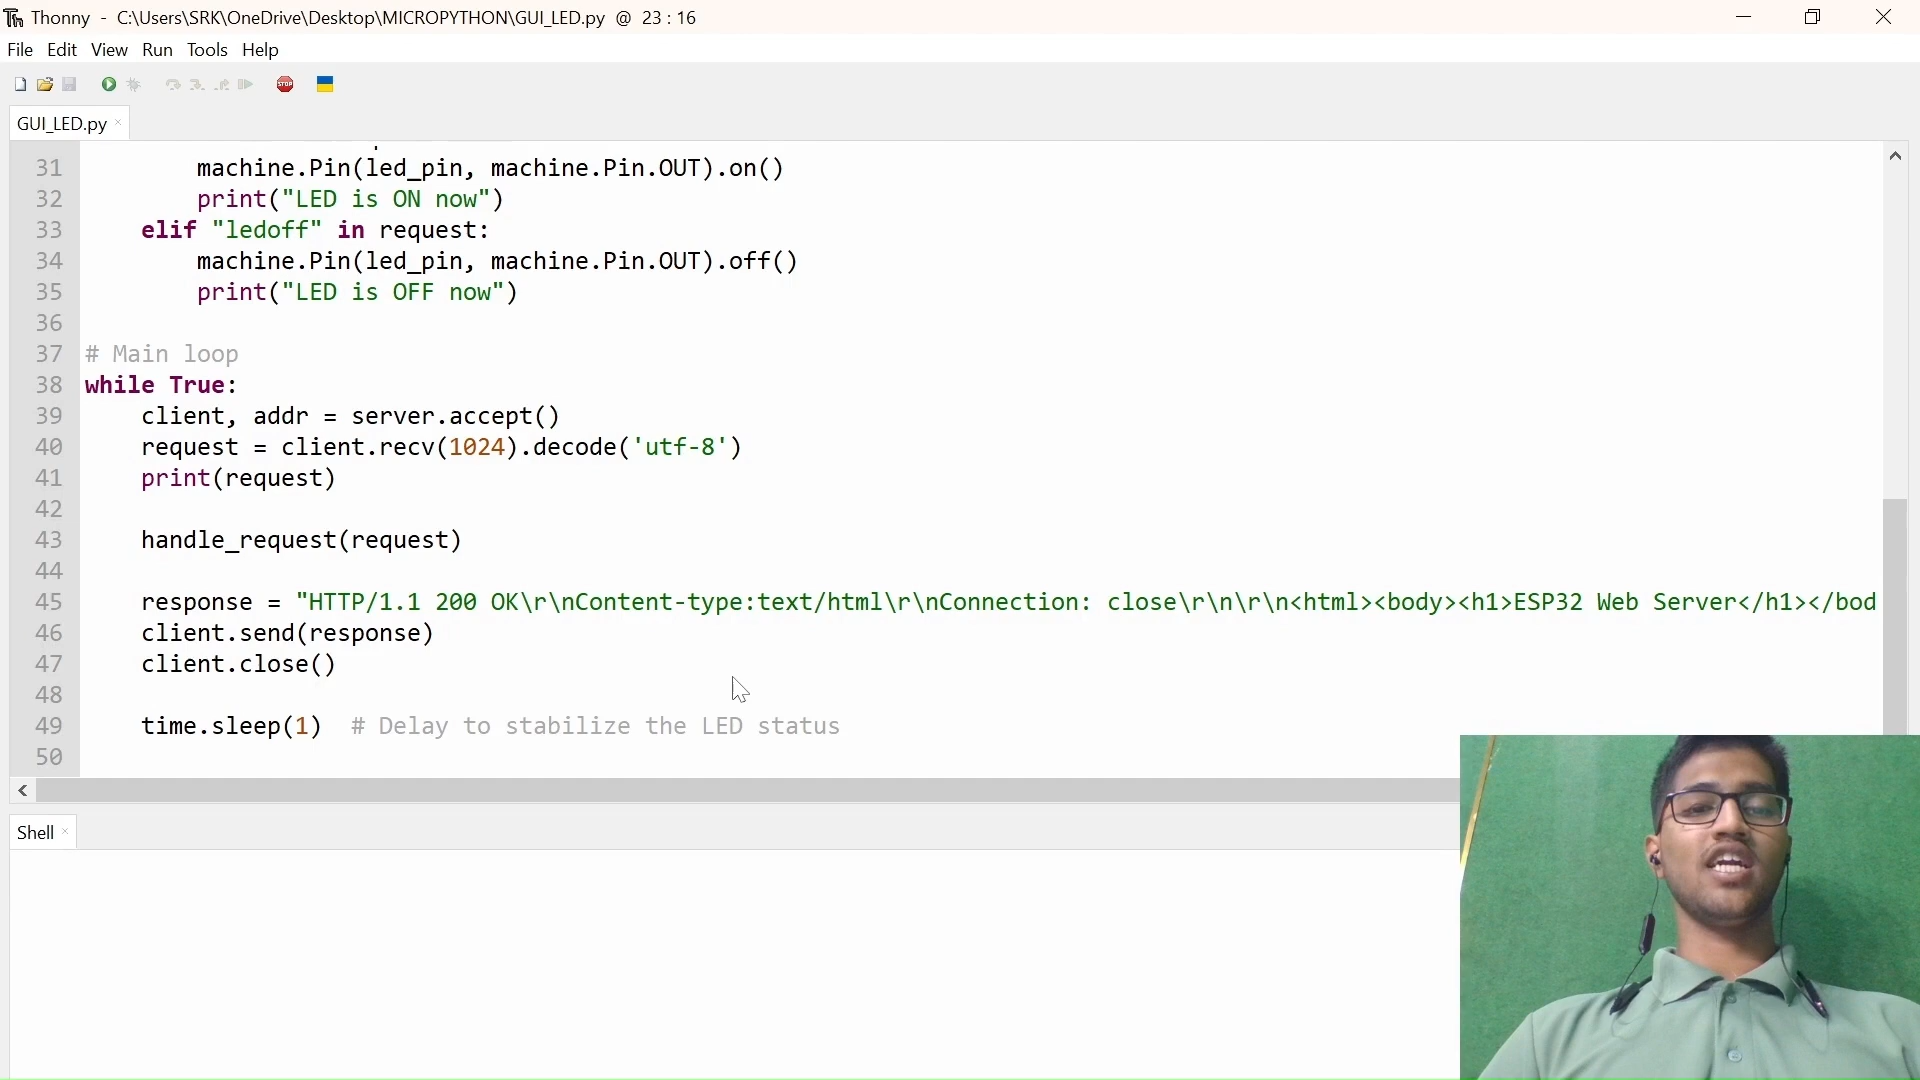 Thonny - C:\Users\SRK\OneDrive\Desktop\MICROPYTHON\GUI_LED.py @ 23 : 16
File Edit View Run Tools Help
STOP
GUI_LED.py
31 machine.Pin(led_pin, machine.Pin.OUT).on()
32 print("LED is ON now")
33 elif "ledoff" in request:
34 machine.Pin(led_pin, machine.Pin.OUT).off()
35 print("LED is OFF now")
36
37 # Main loop
38 while True:
39 client, addr = server.accept()
40 request = client.recv(1024).decode('utf-8')
41 print(request)
42
43 handle_request(request)
44
45 response = "HTTP/1.1 200 OK\r\nContent-type:text/html\r\nConnection: close\r\n\r\n<html><body><h1>ESP32 Web Server</h1></bod
46 client.send(response)
47 client.close()
48
49 time.sleep(1) # Delay to stabilize the LED status
50
Shell